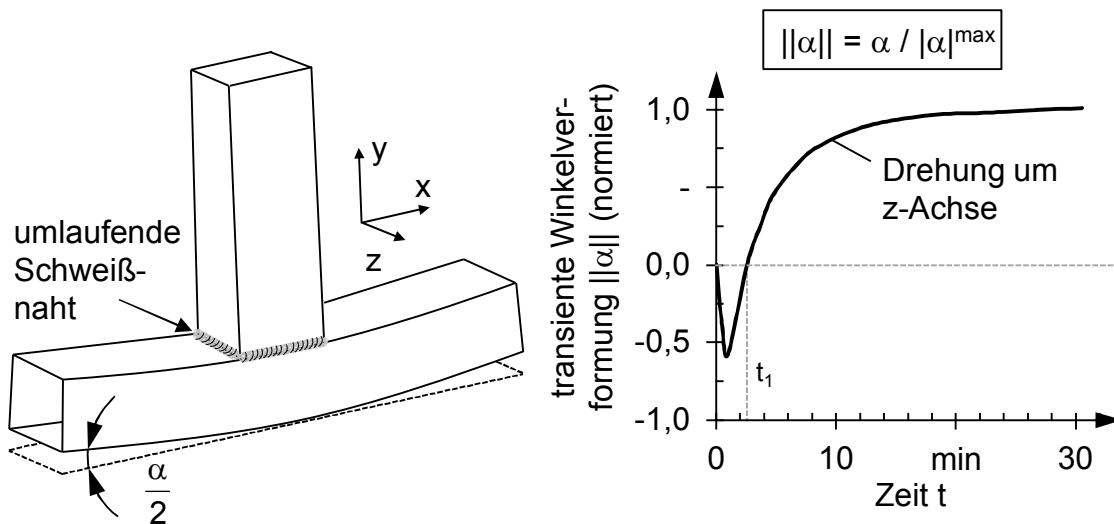 ||α|| = α / |α|max
y
x
z
umlaufende
Schweiß-
naht
α
2
transiente Winkelver-
formung ||α|| (normiert)
1,0
-
0,0
-0,5
-1,0
Drehung um
z-Achse
t1
0
10
min
30
Zeit t